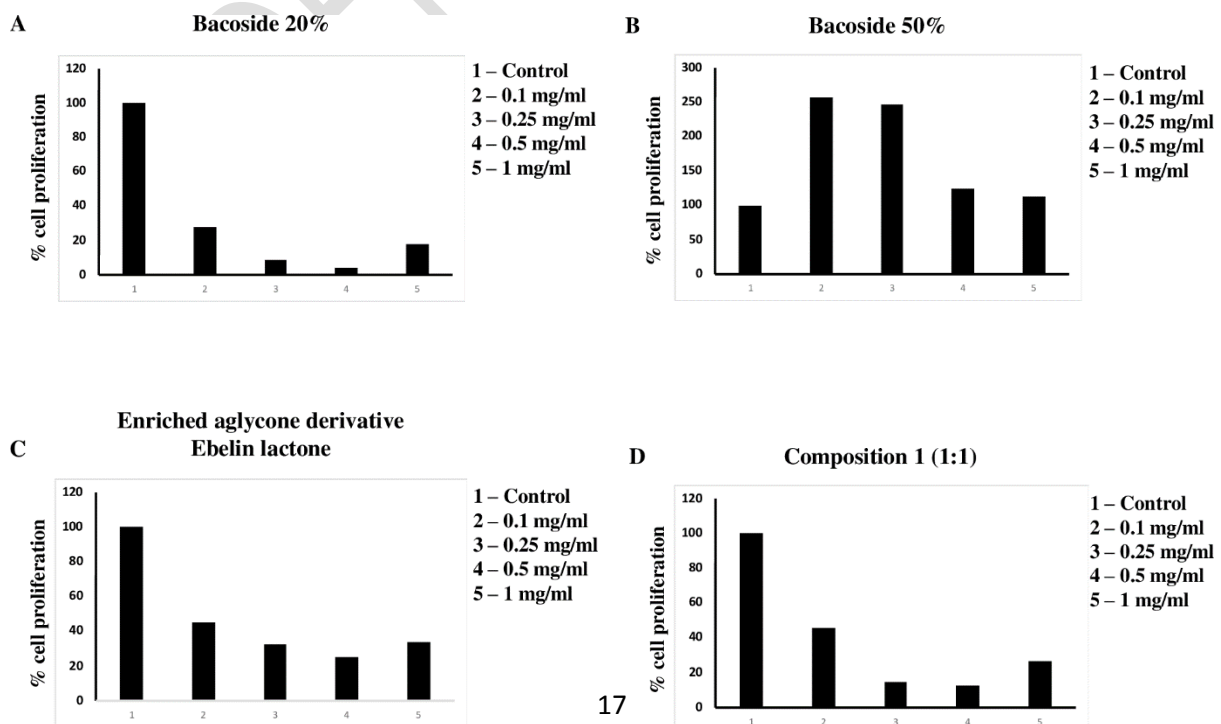 A
Bacoside 20%
120
100
80
60
40
20
0
% cell proliferation
1 2 3 4 5
1 – Control
2 – 0.1 mg/ml
3 – 0.25 mg/ml
4 – 0.5 mg/ml
5 – 1 mg/ml
B
Bacoside 50%
300
250
200
150
100
50
0
% cell proliferation
1 2 3 4 5
1 – Control
2 – 0.1 mg/ml
3 – 0.25 mg/ml
4 – 0.5 mg/ml
5 – 1 mg/ml
C
Enriched aglycone derivative
Ebelin lactone
120
100
80
60
40
20
0
% cell proliferation
1 2 3 4 5
1 – Control
2 – 0.1 mg/ml
3 – 0.25 mg/ml
4 – 0.5 mg/ml
5 – 1 mg/ml
D
Composition 1 (1:1)
120
100
80
60
40
20
0
% cell proliferation
1 2 3 4 5
1 – Control
2 – 0.1 mg/ml
3 – 0.25 mg/ml
4 – 0.5 mg/ml
5 – 1 mg/ml
17